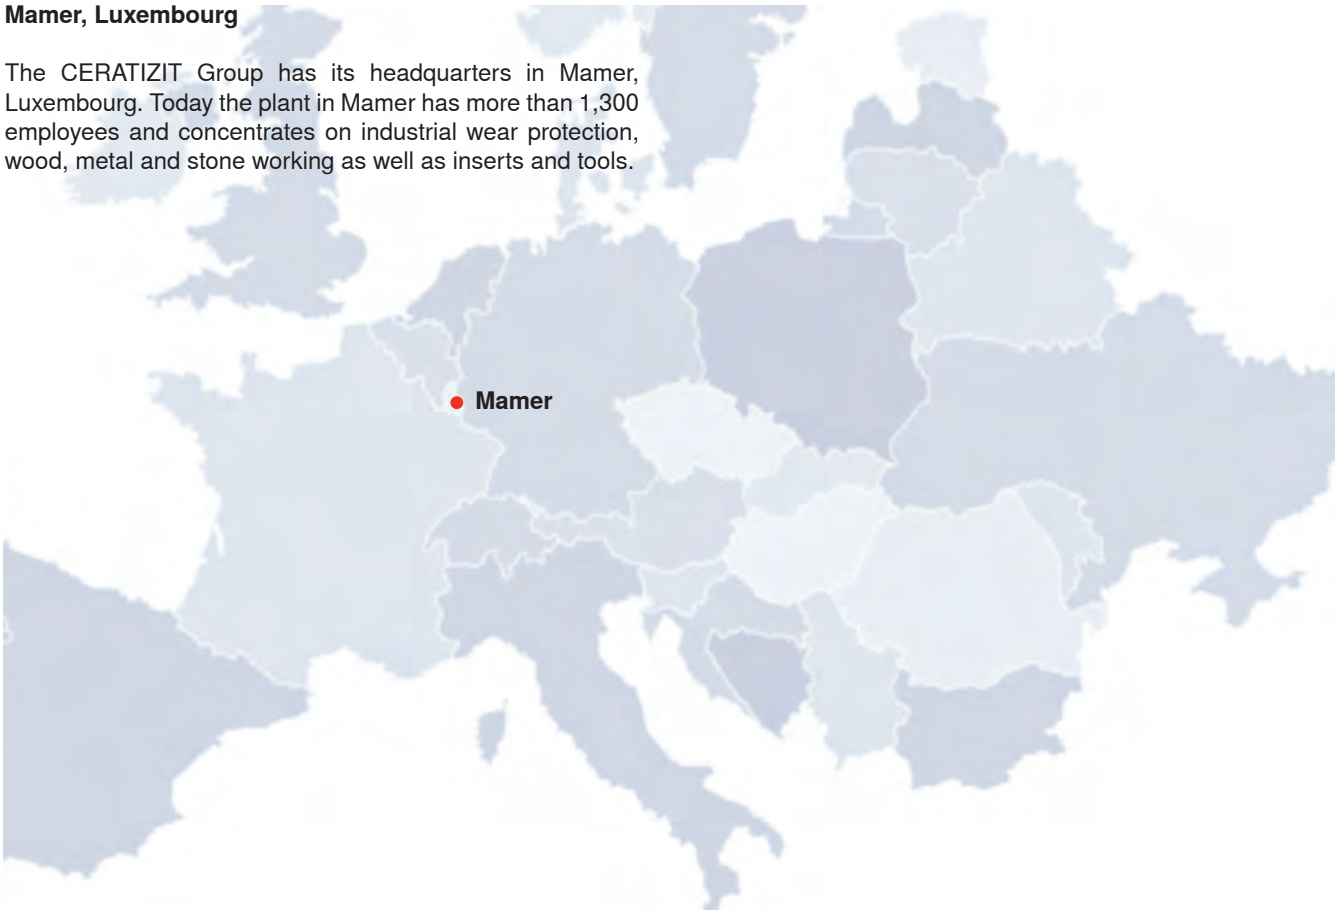 Mamer, Luxembourg
The CERATIZIT Group has its headquarters in Mamer,
Luxembourg. Today the plant in Mamer has more than 1,300
employees and concentrates on industrial wear protection,
wood, metal and stone working as well as inserts and tools.
Mamer